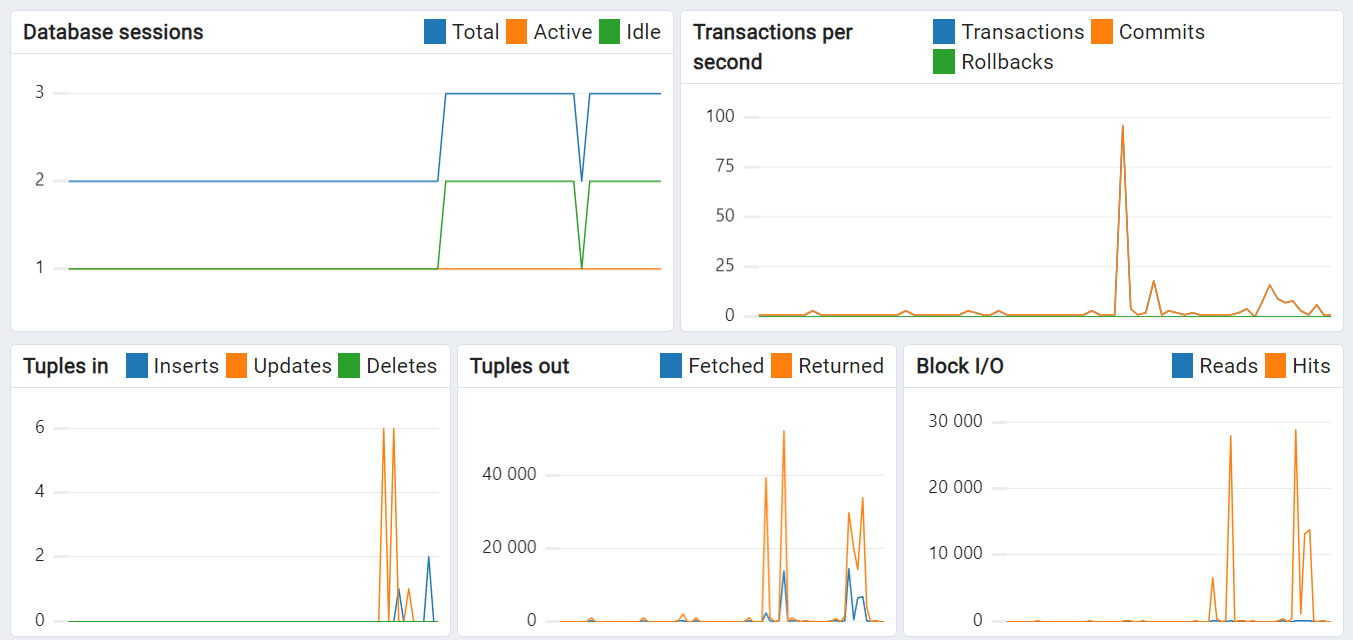 Database sessions
Total Active Idle
3
2
1
Transactions per
second
Transactions Commits
Rollbacks
100
75
50
25
0
Tuples in
Inserts Updates Deletes
6
4
2
0
Tuples out
Fetched Returned
40 000
20 000
0
Block I/O
Reads Hits
30 000
20 000
10 000
0